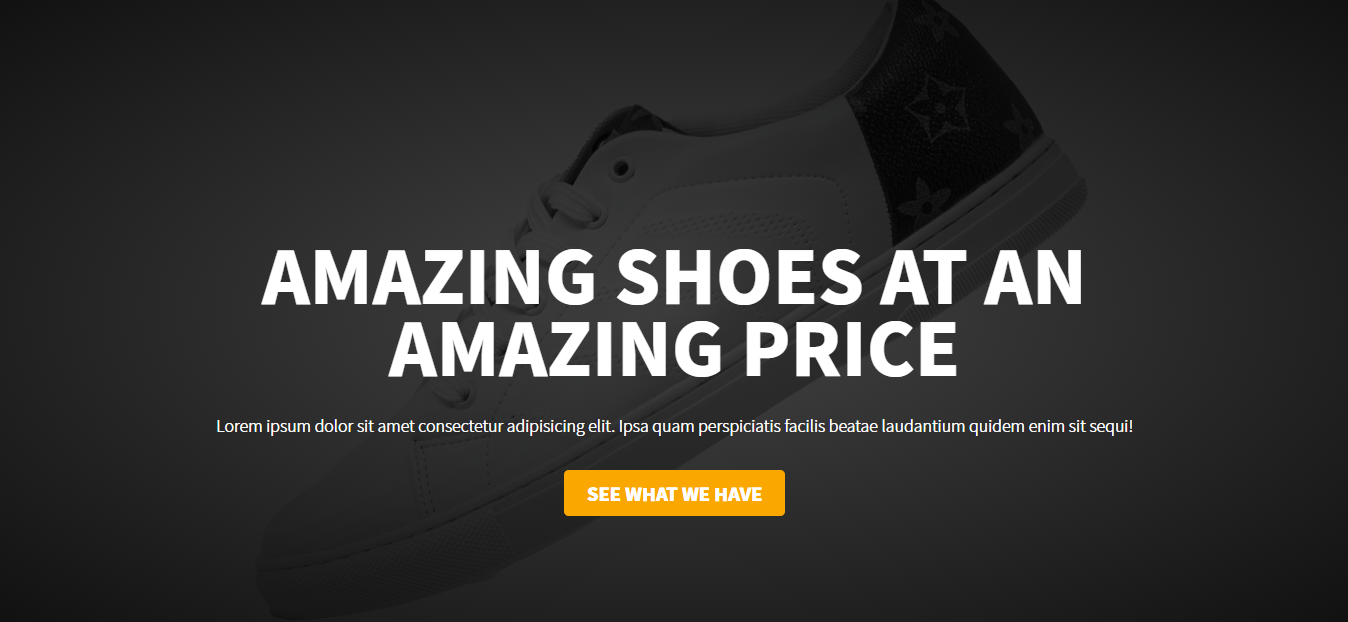 AMAZING SHOES AT AN
AMAZING PRICE
Lorem ipsum dolor sit amet consectetur adipisicing elit. Ipsa quam perspiciatis facilis beatae laudantium quidem enim sit sequi!
SEE WHAT WE HAVE